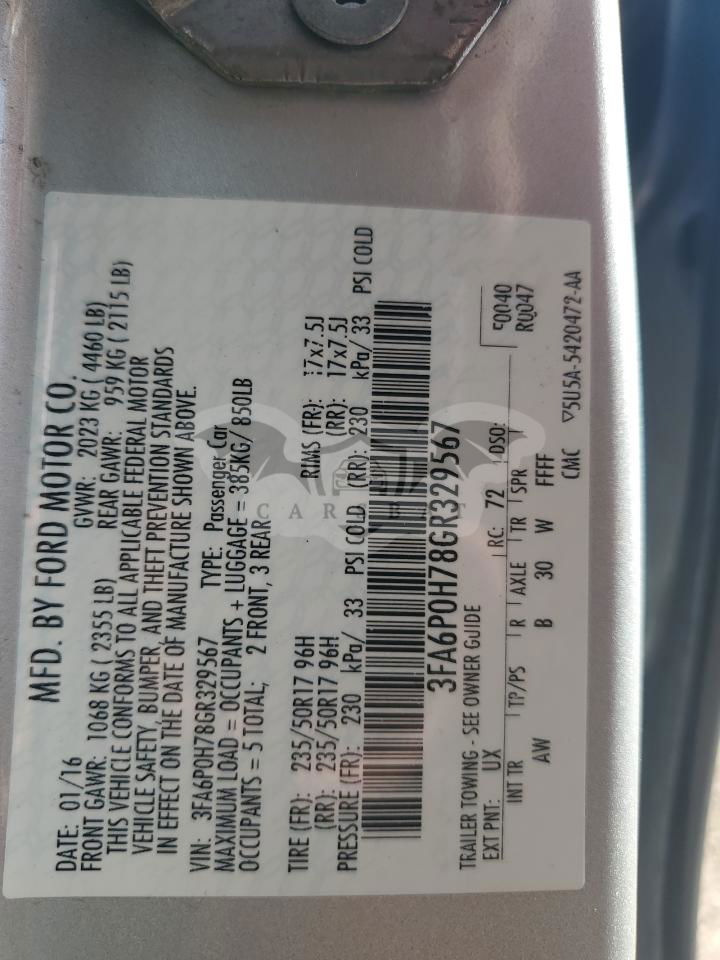 MFD. BY FORD MOTOR CO.
DATE: 01/16 GVWR: 2023 KG ( 4460 LB)
FRONT GAWR: 1068 KG ( 2355 LB) REAR GAWR: 959 KG ( 2115 LB)
THIS VEHICLE CONFORMS TO ALL APPLICABLE FEDERAL MOTOR
VEHICLE SAFETY, BUMPER, AND THEFT PREVENTION STANDARDS
IN EFFECT ON THE DATE OF MANUFACTURE SHOWN ABOVE.
VIN: 3FA6P0H78GR329567 TYPE: Passenger Car
MAXIMUM LOAD = OCCUPANTS + LUGGAGE = 385KG/ 850LB
OCCUPANTS = 5 TOTAL; 2 FRONT, 3 REAR
TIRE (FR): 235/50R17 96H RIMS (FR): 17x7.5J
(RR): 235/50R17 96H (RR): 17x7.5J
PRESSURE (FR): 230 kPa/ 33 PSI COLD (RR): 230 kPa/ 33 PSI COLD
3FA6P0H78GR329567
TRAILER TOWING - SEE OWNER GUIDE
EXT PNT: UX RC: 72 DSO: 50040
RU047
INT TR TP/PS R AXLE TR SPR
AW B 30 W FFFF
CMC ▽5U5A-5420472-AA
CARBAT